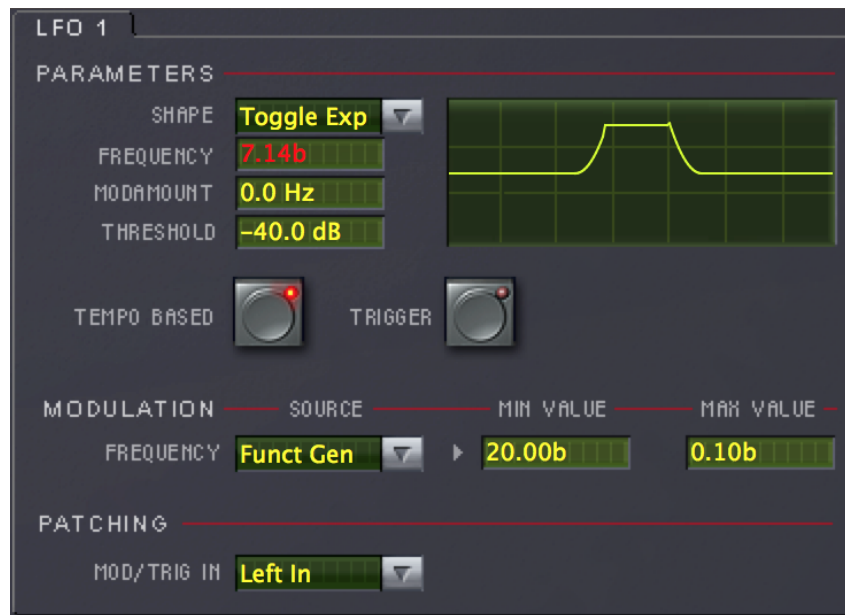 LFO 1
PARAMETERS
SHAPE Toggle Exp
FREQUENCY 7.14b
MODAMOUNT 0.0 Hz
THRESHOLD −40.0 dB
TEMPO BASED TRIGGER
MODULATION SOURCE MIN VALUE MAX VALUE
FREQUENCY Funct Gen 20.00b 0.10b
PATCHING
MOD/TRIG IN Left In